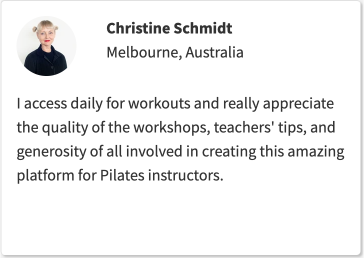 Christine Schmidt
Melbourne, Australia
I access daily for workouts and really appreciate
the quality of the workshops, teachers' tips, and
generosity of all involved in creating this amazing
platform for Pilates instructors.